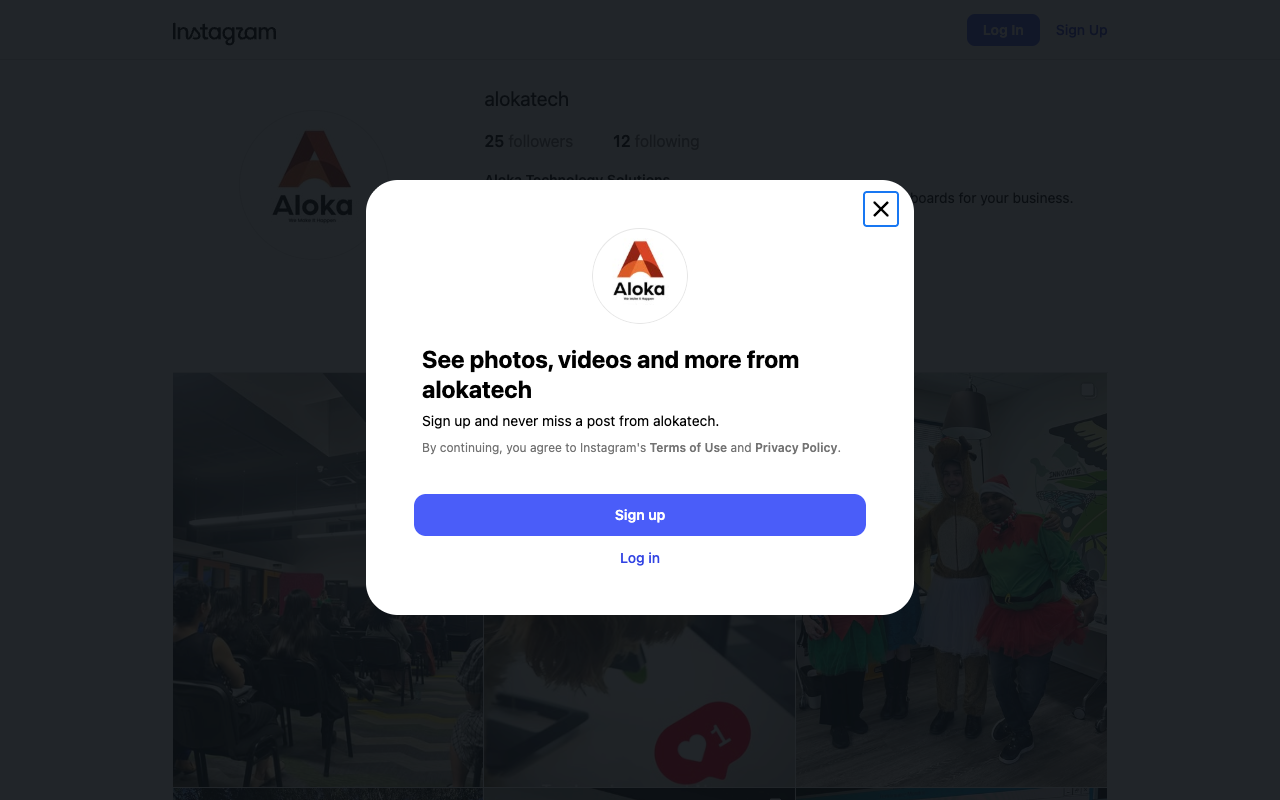 Instagram
Log In
Sign Up
alokatech
25 followers
12 following
Aloka Technology Solutions
boards for your business.
Aloka
Aloka
See photos, videos and more from
alokatech
Sign up and never miss a post from alokatech.
By continuing, you agree to Instagram's Terms of Use and Privacy Policy.
Sign up
Log in
1